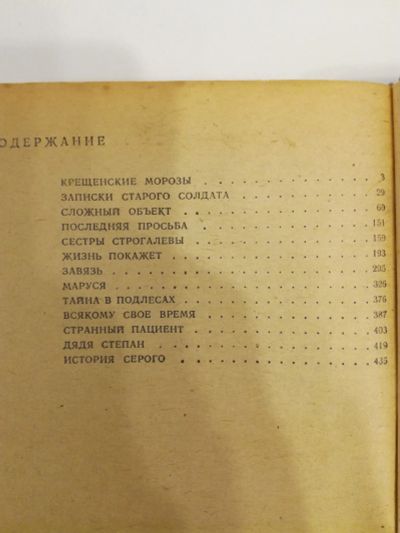 ОДЕРЖАНИЕ
КРЕЩЕНСКИЕ МОРОЗЫ . . . . . . . . . . . . 3
ЗАПИСКИ СТАРОГО СОЛДАТА . . . . . . . . . 29
СЛОЖНЫЙ ОБЪЕКТ . . . . . . . . . . . . . 60
ПОСЛЕДНЯЯ ПРОСЬБА . . . . . . . . . . . . 151
СЕСТРЫ СТРОГАЛЕВЫ . . . . . . . . . . . . 159
ЖИЗНЬ ПОКАЖЕТ . . . . . . . . . . . . . . 193
ЗАВЯЗЬ . . . . . . . . . . . . . . . . . 295
МАРУСЯ . . . . . . . . . . . . . . . . . 326
ТАЙНА В ПОДЛЕСАХ . . . . . . . . . . . . 376
ВСЯКОМУ СВОЕ ВРЕМЯ . . . . . . . . . . . 387
СТРАННЫЙ ПАЦИЕНТ . . . . . . . . . . . . 403
ДЯДЯ СТЕПАН . . . . . . . . . . . . . . . 419
ИСТОРИЯ СЕРОГО . . . . . . . . . . . . . 435